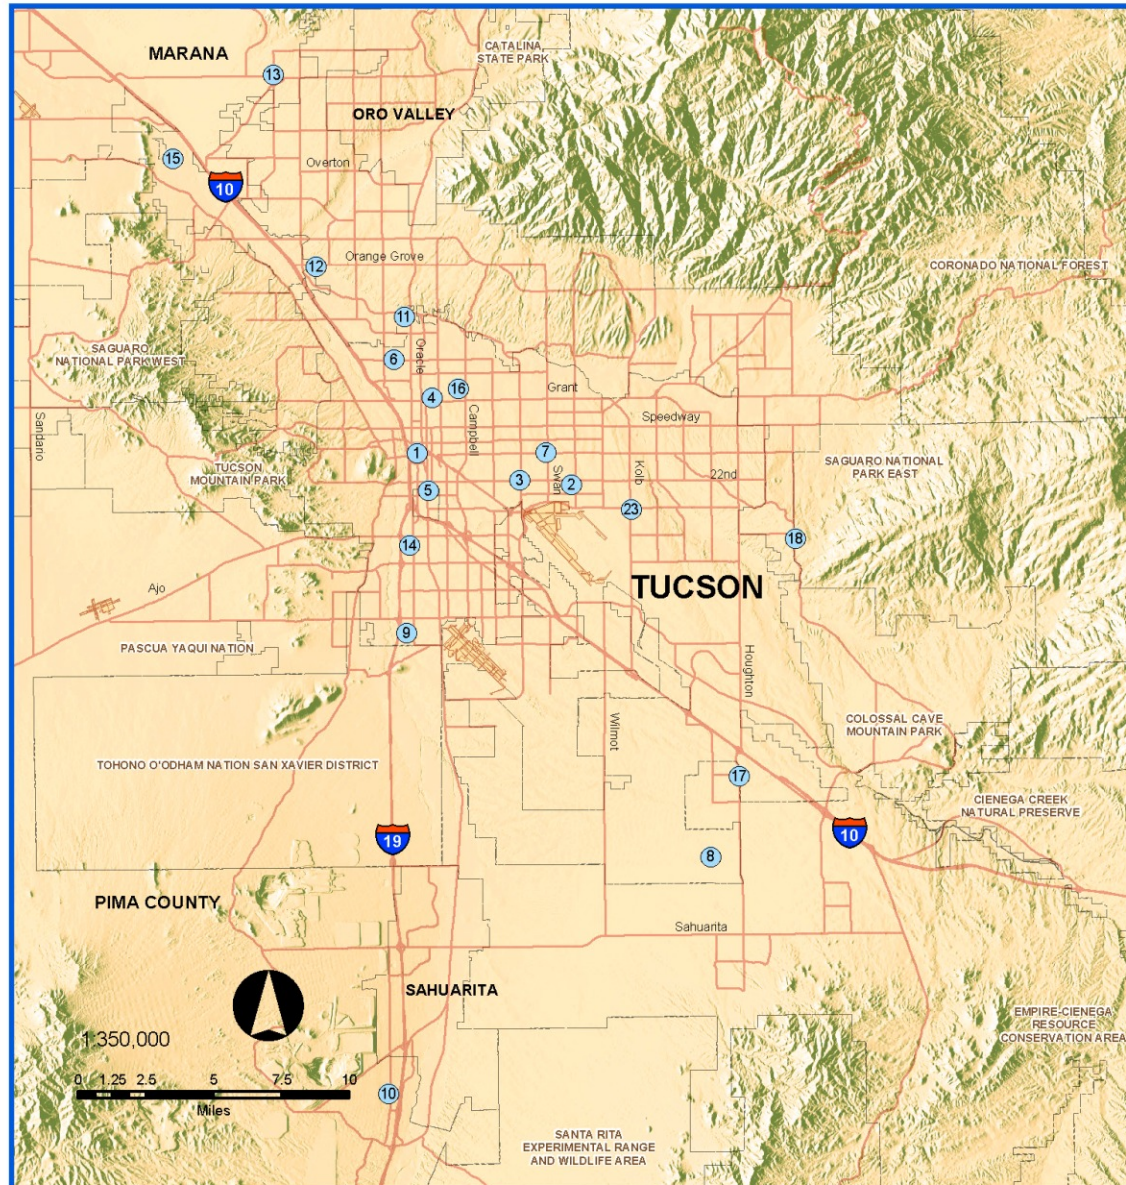 MARANA
CATALINA
STATE PARK
13
ORO VALLEY
15
Overton
10
12
Orange Grove
CORONADO NATIONAL FOREST
11
Oracle
SAGUARO
NATIONAL PARK WEST
6
16
Grant
4
Speedway
Campbell
Sandario
1
7
TUCSON
MOUNTAIN PARK
Swan
Kolb
22nd
SAGUARO NATIONAL
PARK EAST
3
2
5
23
18
14
TUCSON
Ajo
9
PASCUA YAQUI NATION
Houghton
Wilmot
COLOSSAL CAVE
MOUNTAIN PARK
TOHONO O'ODHAM NATION SAN XAVIER DISTRICT
17
CIENEGA CREEK
NATURAL PRESERVE
19
10
8
PIMA COUNTY
Sahuarita
SAHUARITA
EMPIRE-CIENEGA
RESOURCE
CONSERVATION AREA
1:350,000
0 1.25 2.5 5 7.5 10
Miles
10
SANTA RITA
EXPERIMENTAL RANGE
AND WILDLIFE AREA